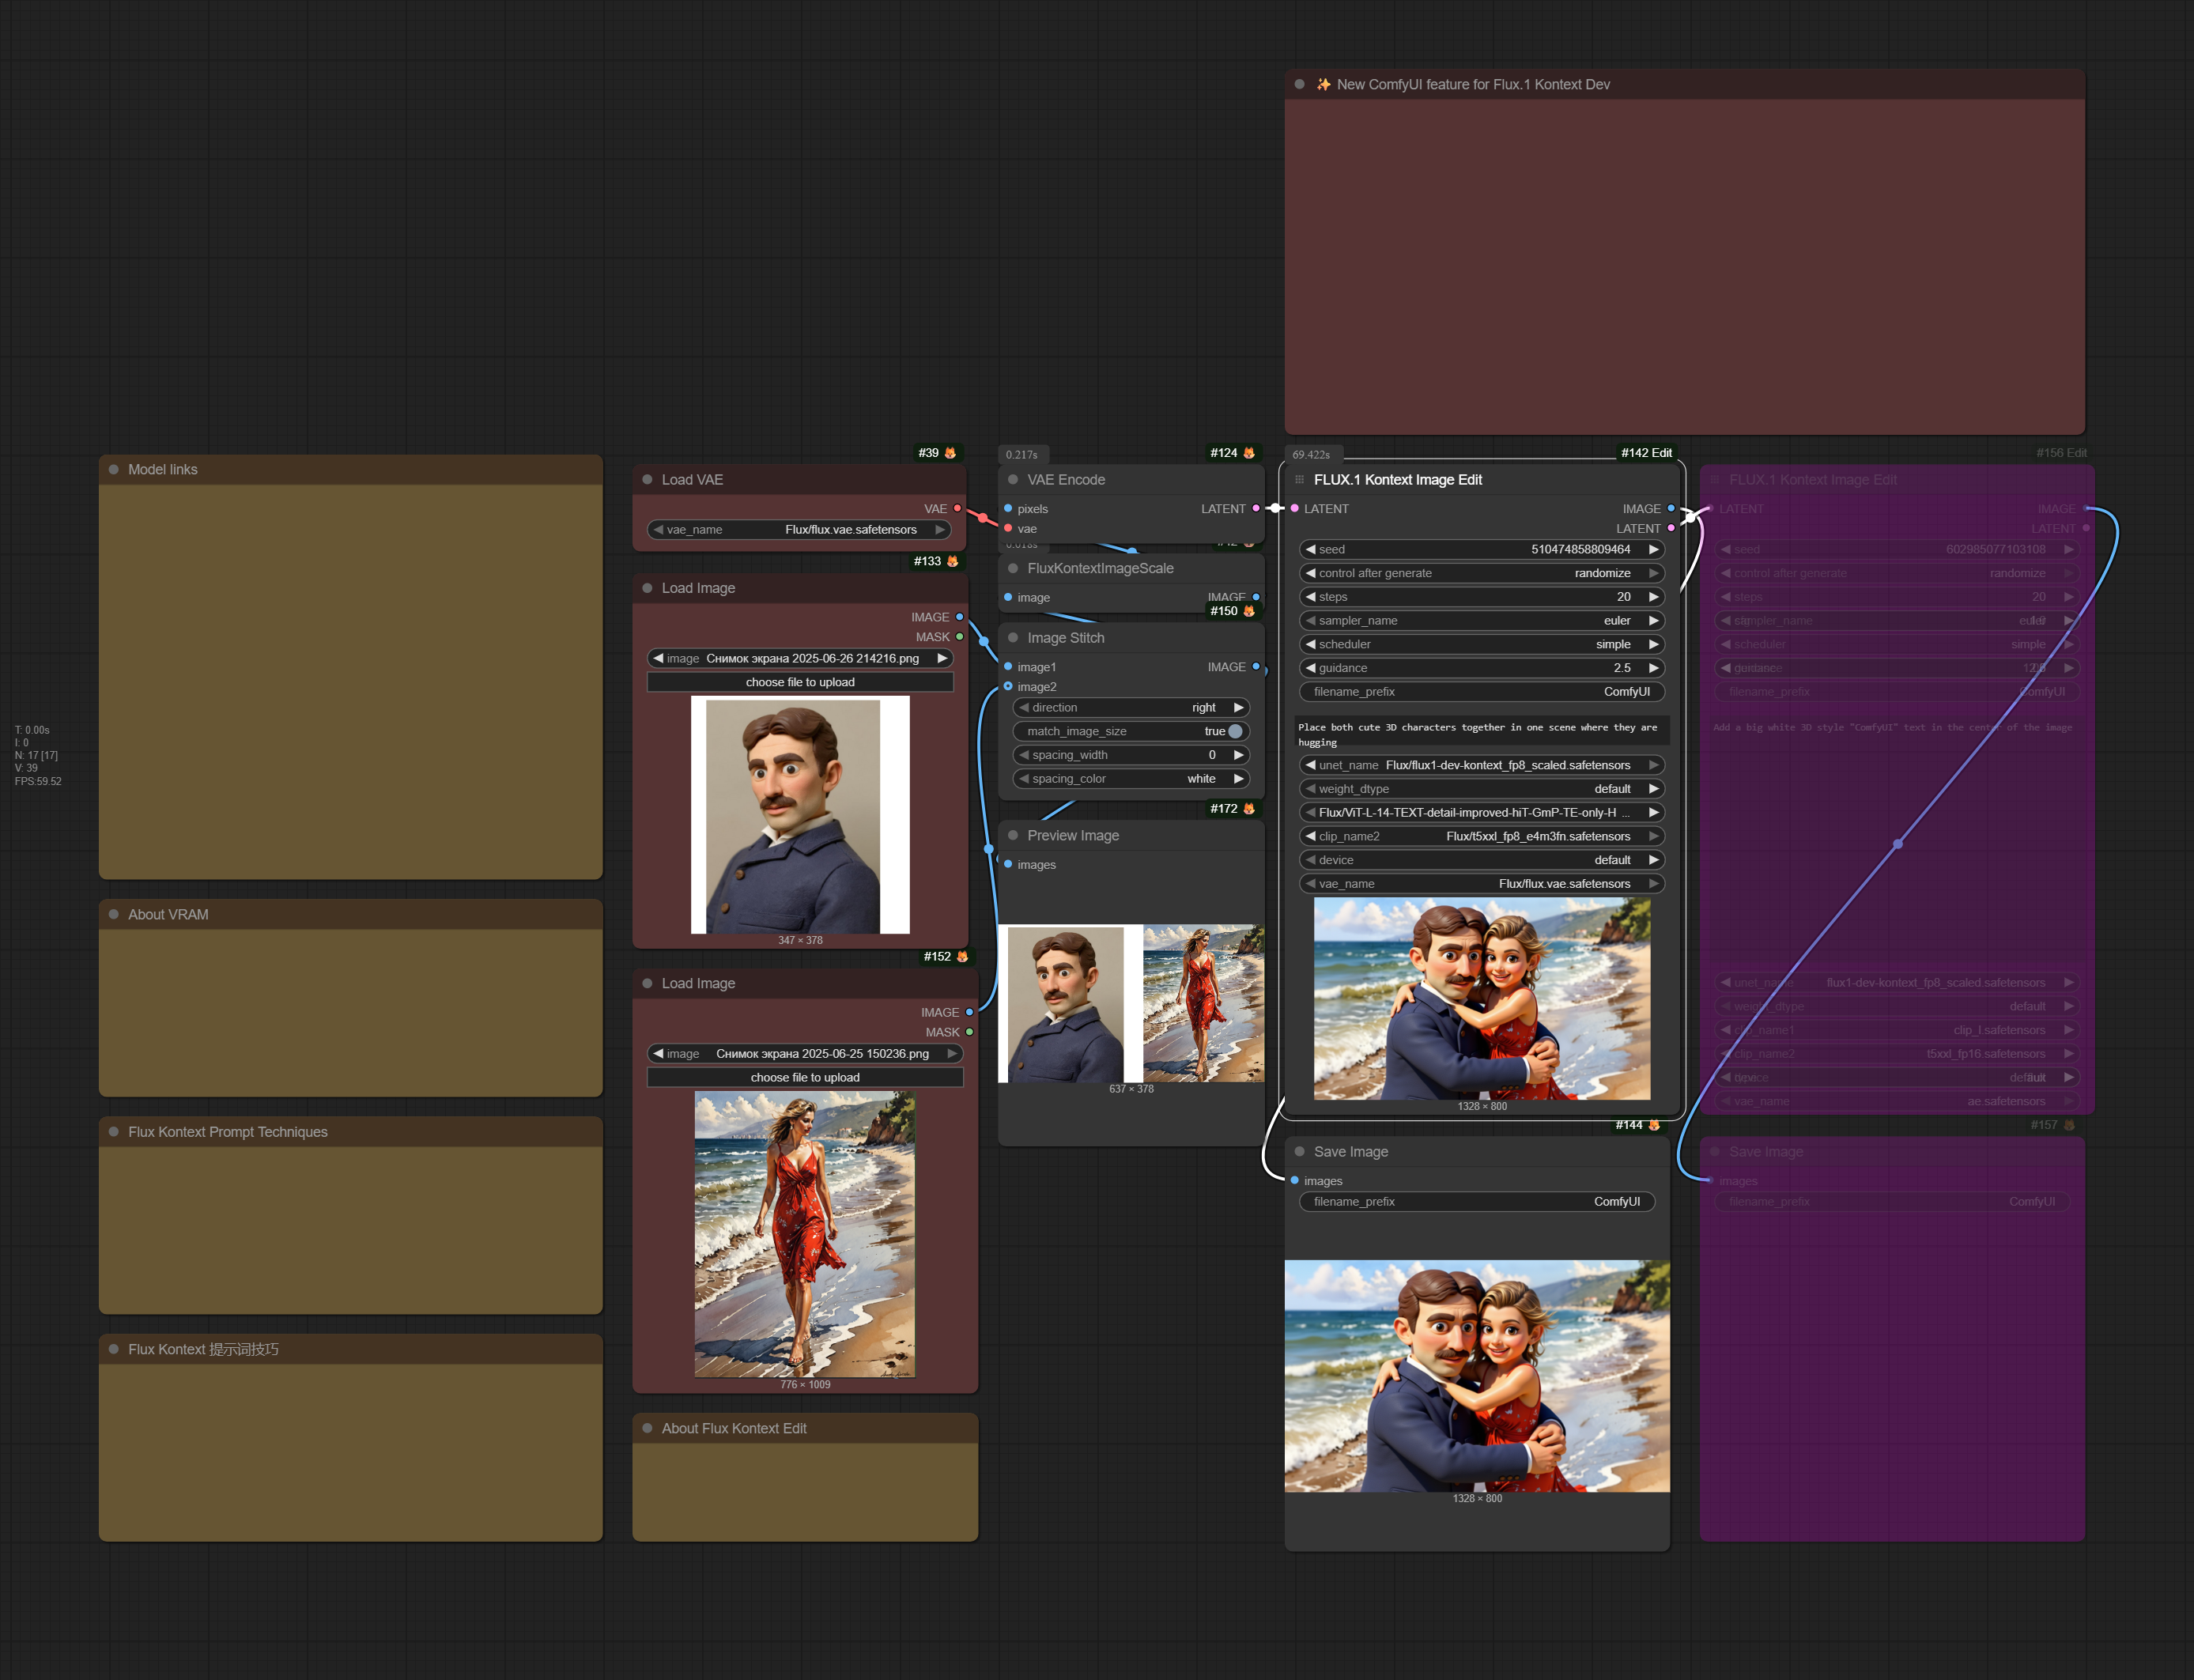 ✨ New ComfyUI feature for Flux.1 Kontext Dev
T: 0.00s
I: 0
N: 17 [17]
V: 39
FPS:59.52
Model links
About VRAM
Flux Kontext Prompt Techniques
Flux Kontext 提示词技巧
#39
Load VAE
VAE
vae_name Flux/flux.vae.safetensors
#133
Load Image
IMAGE
MASK
image Снимок экрана 2025-06-26 214216.png
choose file to upload
347 × 378
#152
Load Image
IMAGE
MASK
image Снимок экрана 2025-06-25 150236.png
choose file to upload
776 × 1009
About Flux Kontext Edit
0.217s #124
VAE Encode
pixels LATENT
vae
0.018s #42
FluxKontextImageScale
image IMAGE
#150
Image Stitch
image1 IMAGE
image2
direction right
match_image_size true
spacing_width 0
spacing_color white
#172
Preview Image
images
637 × 378
69.422s #142 Edit
FLUX.1 Kontext Image Edit
LATENT IMAGE
LATENT
seed 510474858809464
control after generate randomize
steps 20
sampler_name euler
scheduler simple
guidance 2.5
filename_prefix ComfyUI
Place both cute 3D characters together in one scene where they are
hugging
unet_name Flux/flux1-dev-kontext_fp8_scaled.safetensors
weight_dtype default
Flux/ViT-L-14-TEXT-detail-improved-hiT-GmP-TE-only-H ...
clip_name2 Flux/t5xxl_fp8_e4m3fn.safetensors
device default
vae_name Flux/flux.vae.safetensors
1328 × 800
#144
Save Image
images
filename_prefix ComfyUI
1328 × 800
#156 Edit
FLUX.1 Kontext Image Edit
LATENT IMAGE
LATENT
seed 602985077103108
control after generate randomize
steps 20
sampler_name euler
scheduler simple
guidance
filename_prefix ComfyUI
Add a big white 3D style "ComfyUI" text in the center of the image
unet_name flux1-dev-kontext_fp8_scaled.safetensors
weight_dtype default
clip_name1 clip_l.safetensors
clip_name2 t5xxl_fp16.safetensors
device default
vae_name ae.safetensors
#157
Save Image
images
filename_prefix ComfyUI